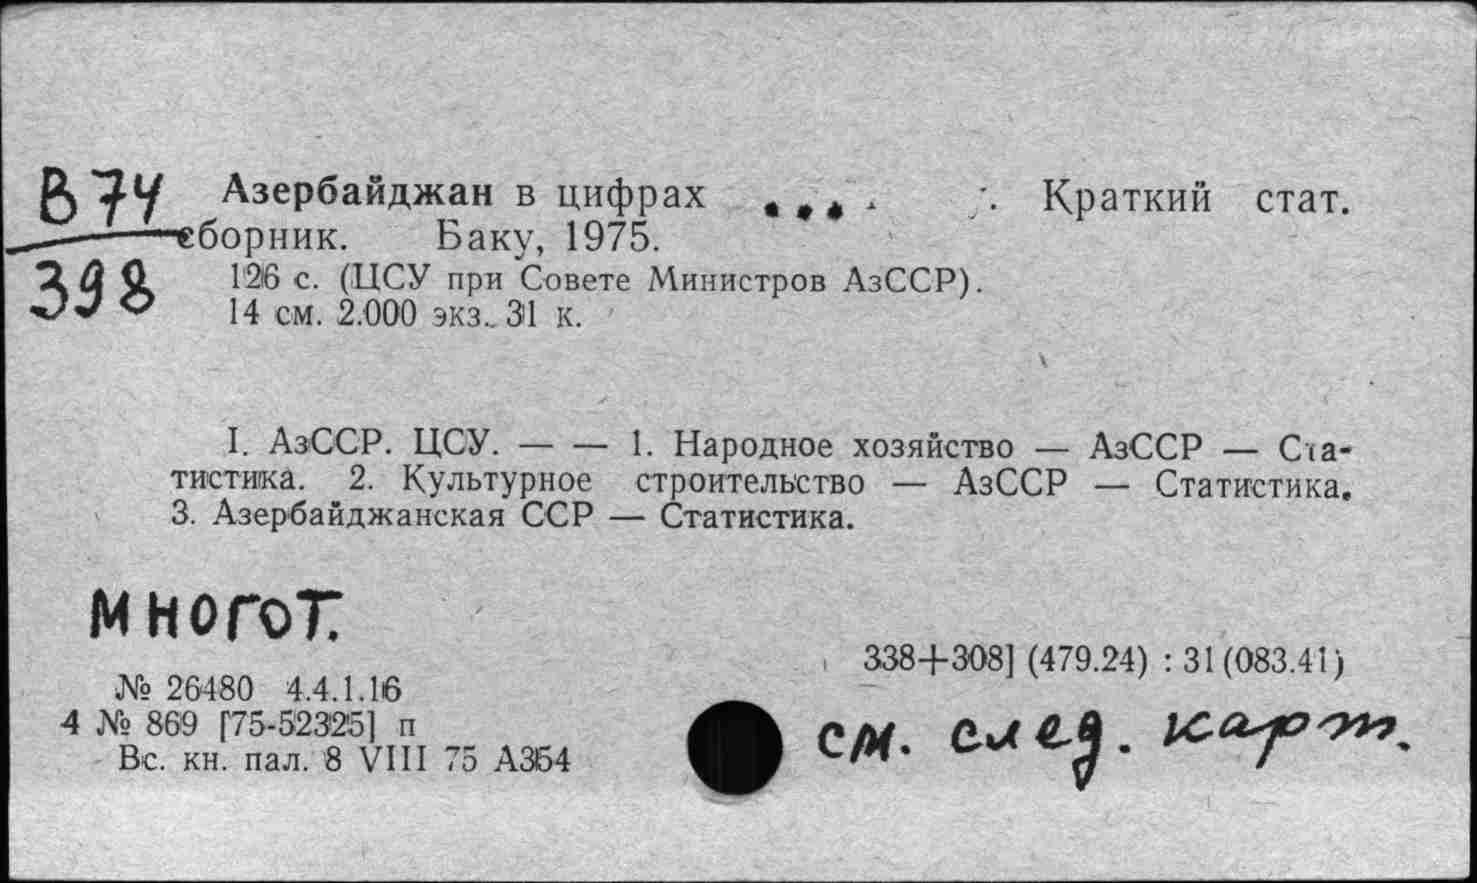 В 74
398
Азербайджан в цифрах .... Краткий стат.
сборник. Баку, 1975.
126 с. (ЦСУ при Совете Министров АзССР).
14 см. 2.000 экз. 31 к.
I. АзССР. ЦСУ. — — 1. Народное хозяйство — АзССР — Ста-
тистика. 2. Культурное строительство — АзССР — Статистика.
3. Азербайджанская ССР — Статистика.
многот.
338+308] (479.24) : 31(083.41)
№ 26480 4.4.1.16
4 № 869 [75-52325] п
Вс. кн. пал. 8 VIII 75 А354
см. след. карт.